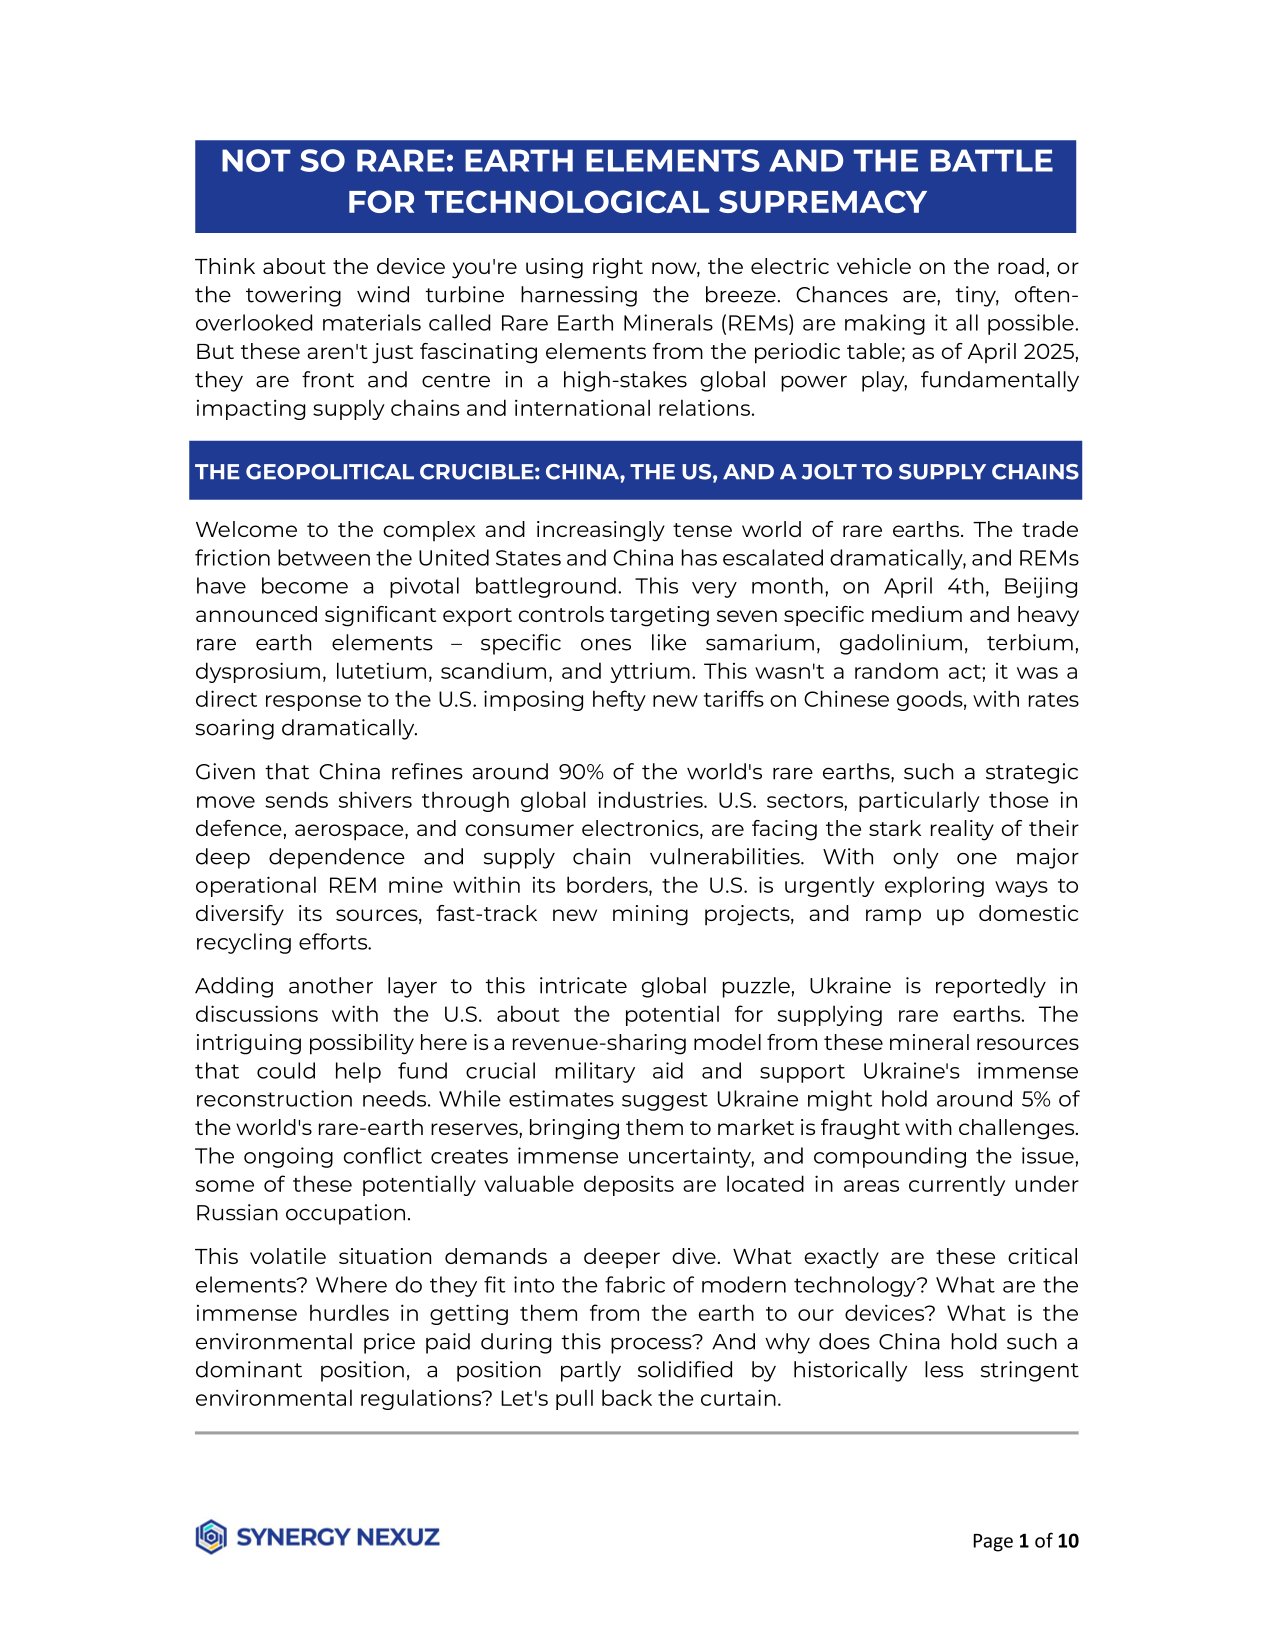 NOT SO RARE: EARTH ELEMENTS AND THE BATTLE
FOR TECHNOLOGICAL SUPREMACY
Think about the device you're using right now, the electric vehicle on the road, or
the towering wind turbine harnessing the breeze. Chances are, tiny, often-
overlooked materials called Rare Earth Minerals (REMs) are making it all possible.
But these aren't just fascinating elements from the periodic table; as of April 2025,
they are front and centre in a high-stakes global power play, fundamentally
impacting supply chains and international relations.
THE GEOPOLITICAL CRUCIBLE: CHINA, THE US, AND A JOLT TO SUPPLY CHAINS
Welcome to the complex and increasingly tense world of rare earths. The trade
friction between the United States and China has escalated dramatically, and REMs
have become a pivotal battleground. This very month, on April 4th, Beijing
announced significant export controls targeting seven specific medium and heavy
rare earth elements – specific ones like samarium, gadolinium, terbium,
dysprosium, lutetium, scandium, and yttrium. This wasn't a random act; it was a
direct response to the U.S. imposing hefty new tariffs on Chinese goods, with rates
soaring dramatically.
Given that China refines around 90% of the world's rare earths, such a strategic
move sends shivers through global industries. U.S. sectors, particularly those in
defence, aerospace, and consumer electronics, are facing the stark reality of their
deep dependence and supply chain vulnerabilities. With only one major
operational REM mine within its borders, the U.S. is urgently exploring ways to
diversify its sources, fast-track new mining projects, and ramp up domestic
recycling efforts.
Adding another layer to this intricate global puzzle, Ukraine is reportedly in
discussions with the U.S. about the potential for supplying rare earths. The
intriguing possibility here is a revenue-sharing model from these mineral resources
that could help fund crucial military aid and support Ukraine's immense
reconstruction needs. While estimates suggest Ukraine might hold around 5% of
the world's rare-earth reserves, bringing them to market is fraught with challenges.
The ongoing conflict creates immense uncertainty, and compounding the issue,
some of these potentially valuable deposits are located in areas currently under
Russian occupation.
This volatile situation demands a deeper dive. What exactly are these critical
elements? Where do they fit into the fabric of modern technology? What are the
immense hurdles in getting them from the earth to our devices? What is the
environmental price paid during this process? And why does China hold such a
dominant position, a position partly solidified by historically less stringent
environmental regulations? Let's pull back the curtain.
SYNERGY NEXUZ
Page 1 of 10